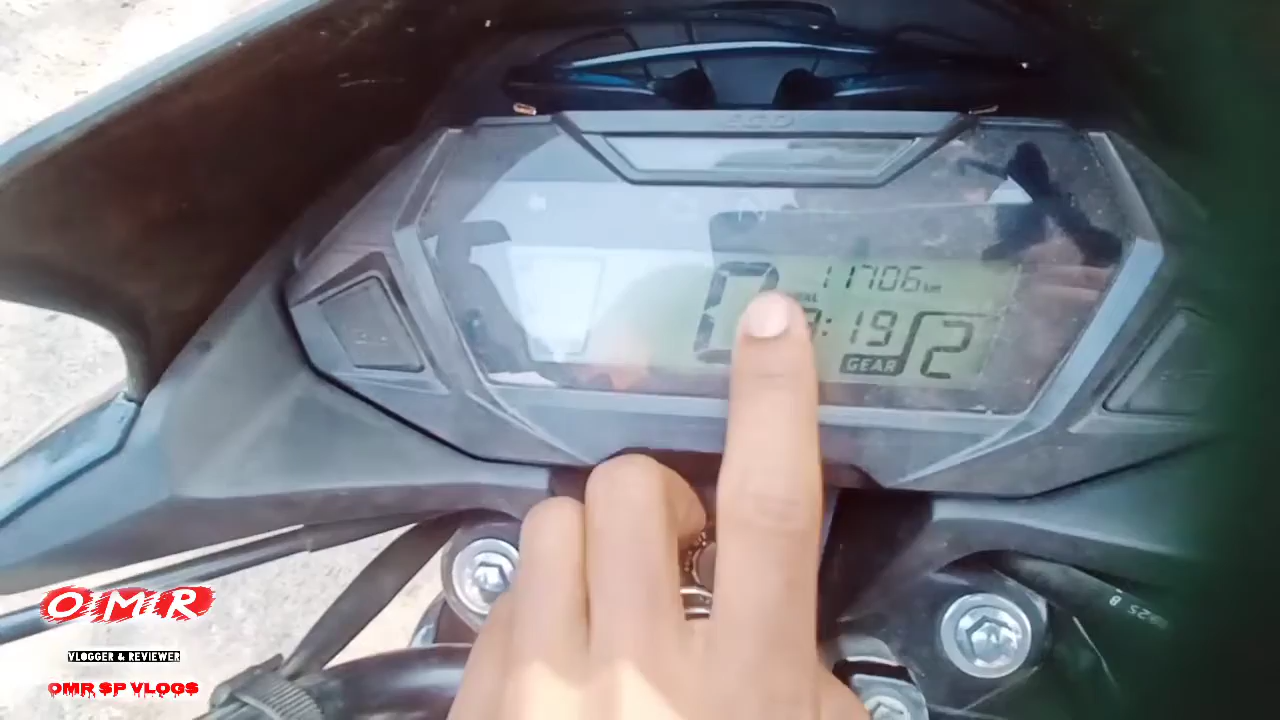 11706 km
:19
GEAR 2
OMR
VLOGGER & REVIEWER
OMR SP VLOGS